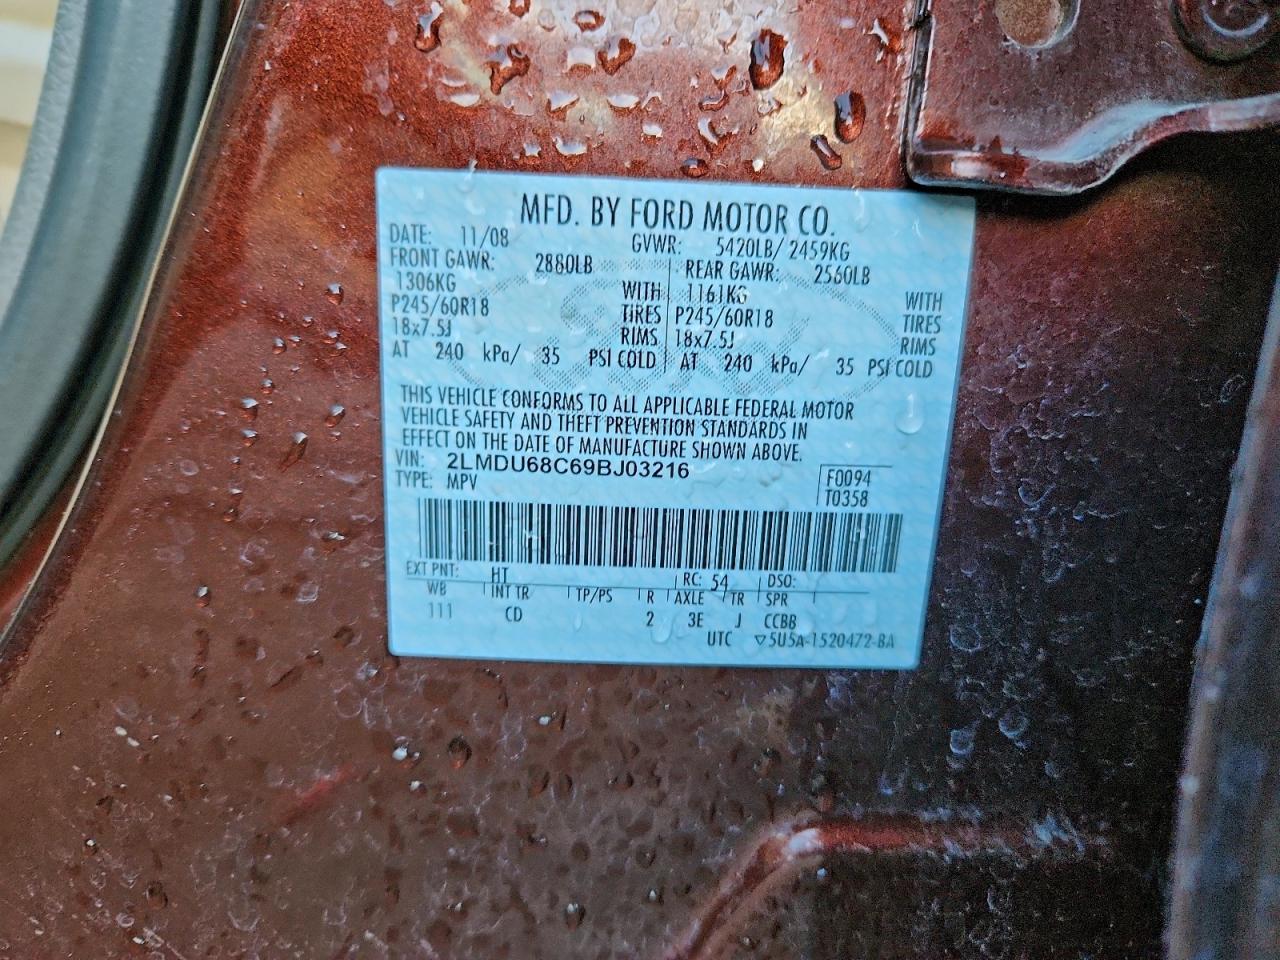 MFD. BY FORD MOTOR CO.
DATE: 11/08 GVWR: 5420LB/ 2459KG
FRONT GAWR: 2880LB REAR GAWR: 2560LB
1306KG WITH 1161KG WITH
P245/60R18 TIRES P245/60R18 TIRES
18x7.5J RIMS 18x7.5J RIMS
AT 240 kPa/ 35 PSI COLD AT 240 kPa/ 35 PSI COLD
THIS VEHICLE CONFORMS TO ALL APPLICABLE FEDERAL MOTOR
VEHICLE SAFETY AND THEFT PREVENTION STANDARDS IN
EFFECT ON THE DATE OF MANUFACTURE SHOWN ABOVE.
VIN: 2LMDU68C69BJ03216 F0094
TYPE: MPV T0358
EXT PNT: HT RC: 54 DSO:
WB INT TR TP/PS R AXLE TR SPR
111 CD 2 3E J CCBB
UTC ▽5U5A-1520472-BA